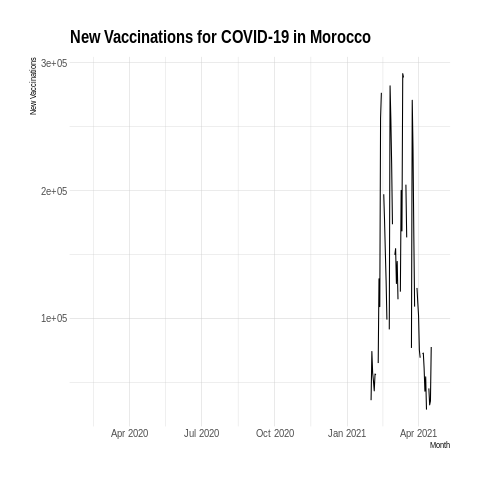 New Vaccinations for COVID-19 in Morocco
New Vaccinations
3e+05
2e+05
1e+05
Apr 2020 Jul 2020 Oct 2020 Jan 2021 Apr 2021
Month